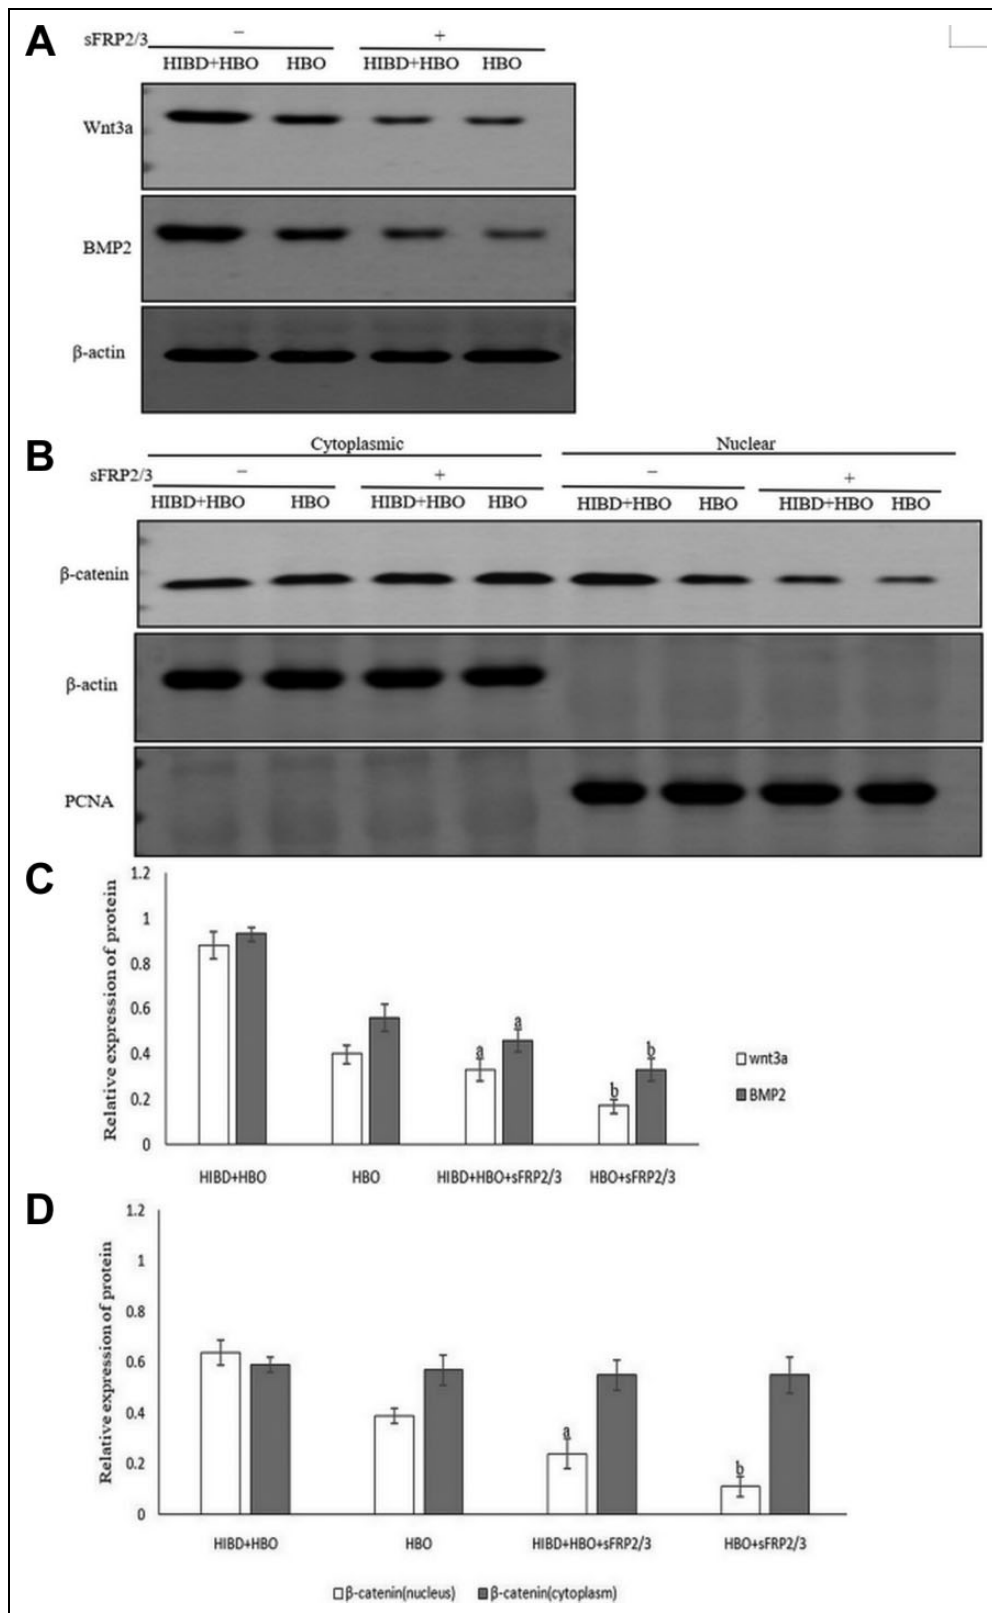 A
sFRP2/3 − +
HIBD+HBO HBO HIBD+HBO HBO
Wnt3a
BMP2
β-actin
B
Cytoplasmic Nuclear
sFRP2/3 − + − +
HIBD+HBO HBO HIBD+HBO HBO HIBD+HBO HBO HIBD+HBO HBO
β-catenin
β-actin
PCNA
C
Relative expression of protein
1.2
1
0.8
0.6
0.4
0.2
0
a a b b
HIBD+HBO HBO HIBD+HBO+sFRP2/3 HBO+sFRP2/3
wnt3a
BMP2
D
Relative expression of protein
1.2
1
0.8
0.6
0.4
0.2
0
a b
HIBD+HBO HBO HIBD+HBO+sFRP2/3 HBO+sFRP2/3
β-catenin(nucleus) β-catenin(cytoplasm)